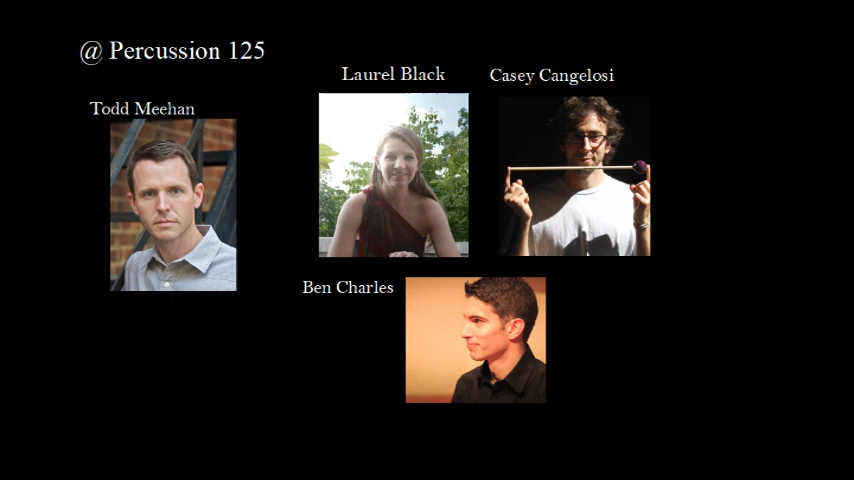 @ Percussion 125
Laurel Black
Casey Cangelosi
Todd Meehan
Ben Charles